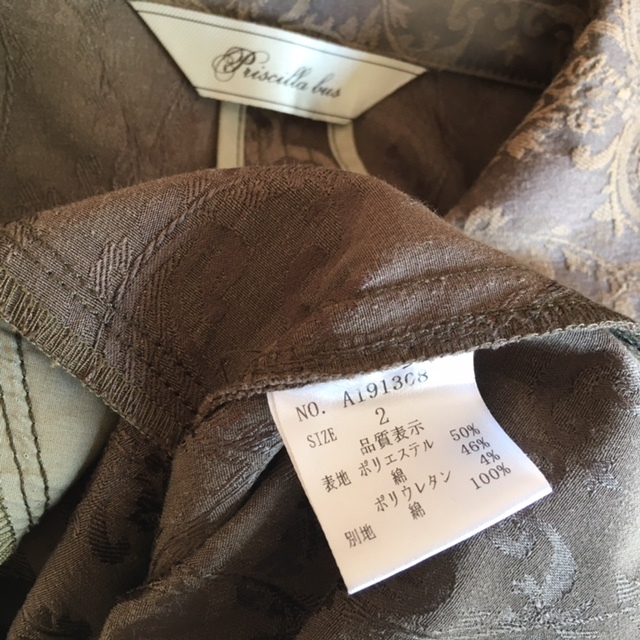 Priscilla bus
NO. A191308
SIZE 2
品質表示
表地 ポリエステル 50%
綿 46%
ポリウレタン 4%
別地 綿 100%